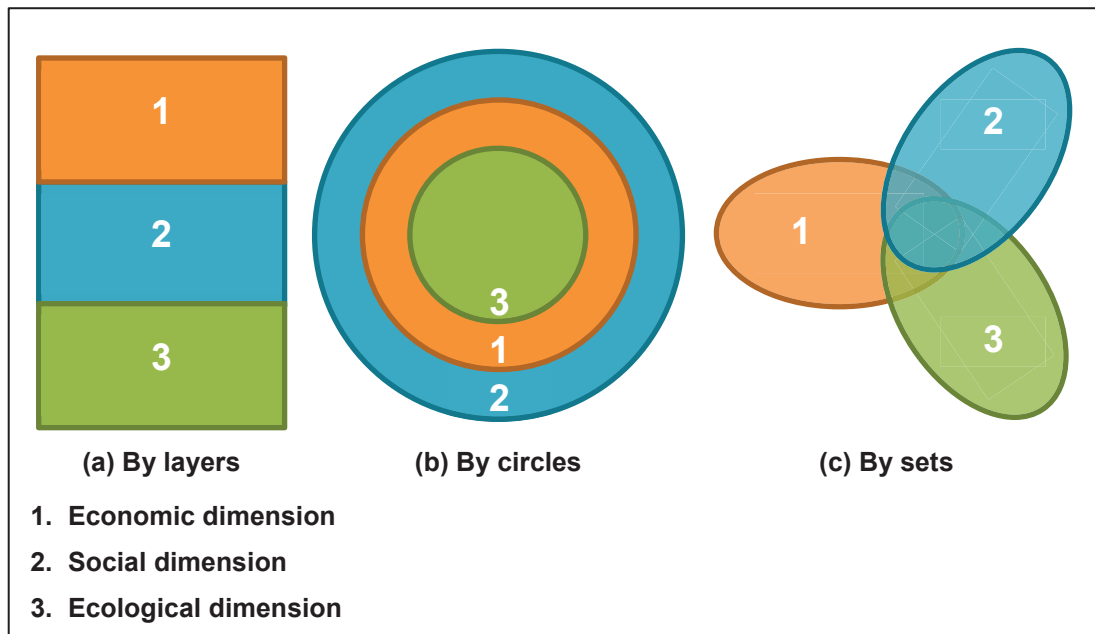 1
2
3
3
1
2
1
2
3
(a) By layers
(b) By circles
(c) By sets
1. Economic dimension
2. Social dimension
3. Ecological dimension